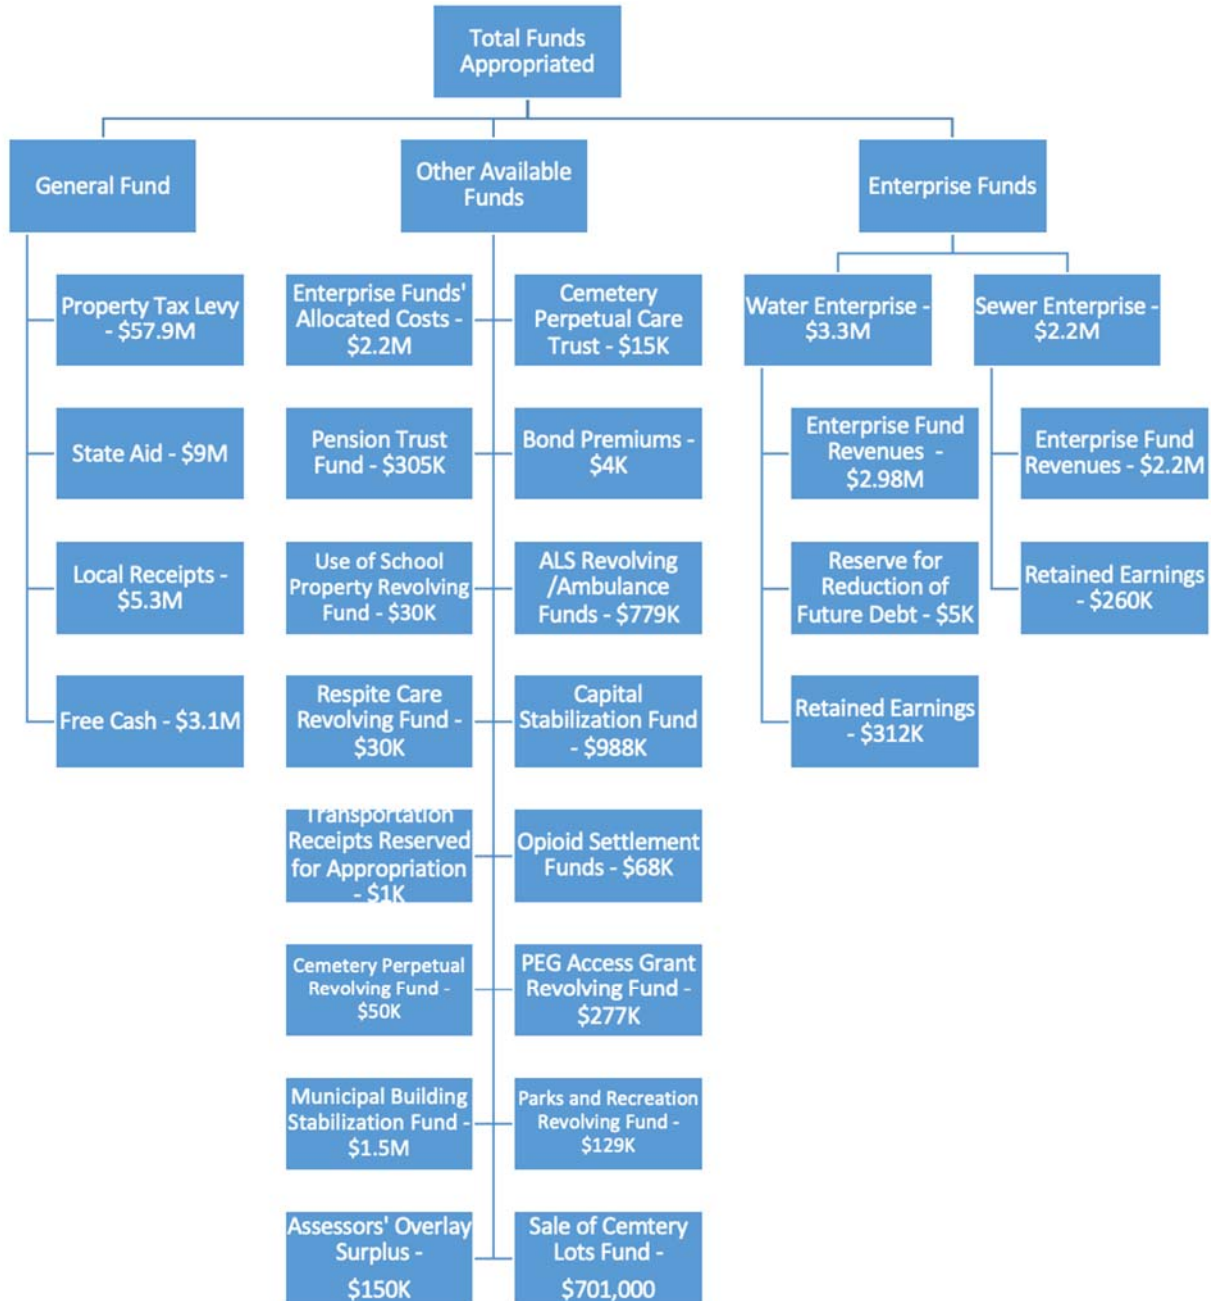 Total Funds
Appropriated
General Fund
Other Available
Funds
Enterprise Funds
Property Tax Levy
- $57.9M
State Aid - $9M
Local Receipts -
$5.3M
Free Cash - $3.1M
Enterprise Funds'
Allocated Costs -
$2.2M
Cemetery
Perpetual Care
Trust - $15K
Pension Trust
Fund - $305K
Bond Premiums -
$4K
Use of School
Property Revolving
Fund - $30K
ALS Revolving
/Ambulance
Funds - $779K
Respite Care
Revolving Fund -
$30K
Capital
Stabilization Fund
- $988K
Transportation
Receipts Reserved
for Appropriation
- $1K
Opioid Settlement
Funds - $68K
Cemetery Perpetual
Revolving Fund -
$50K
PEG Access Grant
Revolving Fund -
$277K
Municipal Building
Stabilization Fund -
$1.5M
Parks and Recreation
Revolving Fund -
$129K
Assessors' Overlay
Surplus -
$150K
Sale of Cemtery
Lots Fund -
$701,000
Water Enterprise -
$3.3M
Enterprise Fund
Revenues -
$2.98M
Reserve for
Reduction of
Future Debt - $5K
Retained Earnings
- $312K
Sewer Enterprise -
$2.2M
Enterprise Fund
Revenues - $2.2M
Retained Earnings
- $260K